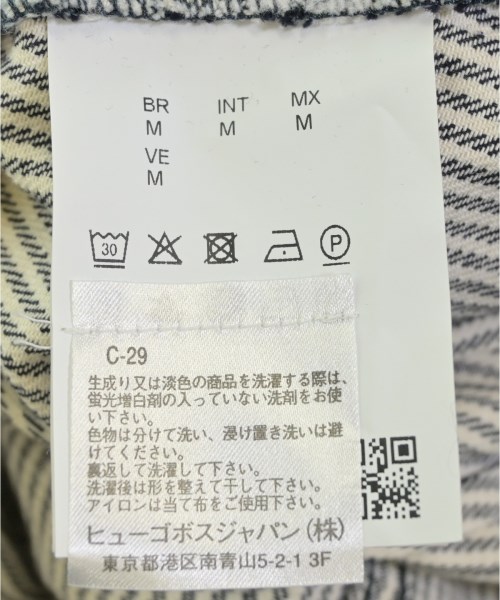 BR INT MX
M M M
VE
M
30 P
C-29
生成り又は淡色の商品を洗濯する際は、
蛍光増白剤の入っていない洗剤をお使
い下さい。
色物は分けて洗い、浸け置き洗いは避
けてください。
裏返して洗濯して下さい。
洗濯後は形を整えて干して下さい。
アイロンは当て布をご使用下さい。
ヒューゴボスジャパン(株)
東京都港区南青山5-2-1 3F